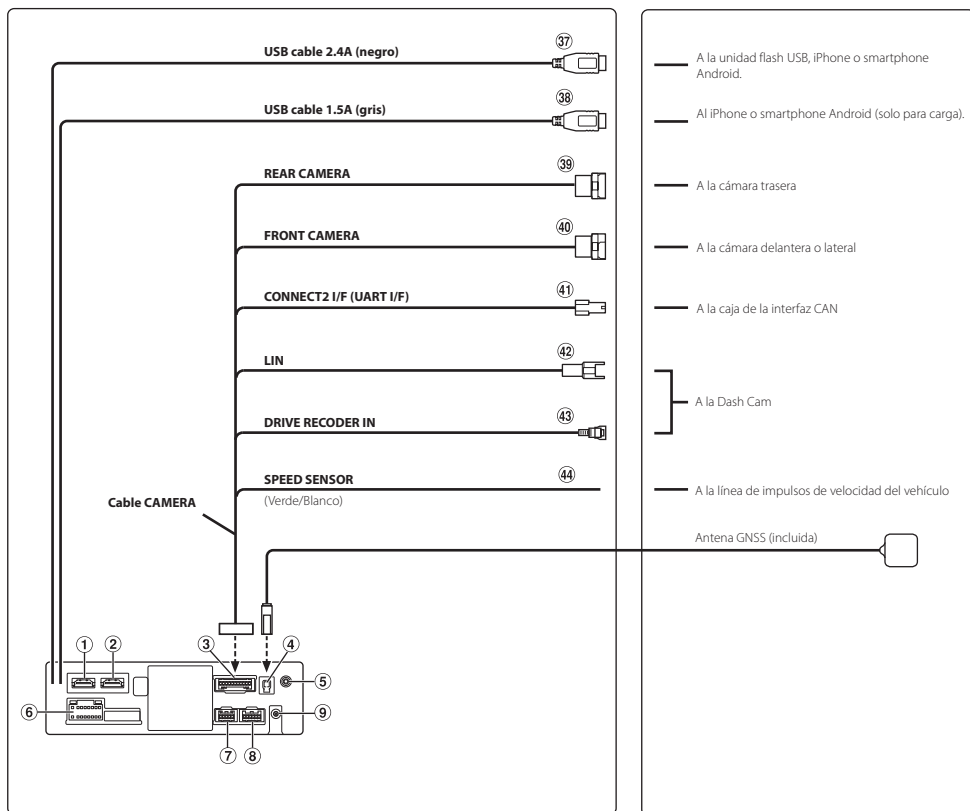 USB cable 2.4A (negro)
37
A la unidad flash USB, iPhone o smartphone
Android.
USB cable 1.5A (gris)
38
Al iPhone o smartphone Android (solo para carga).
REAR CAMERA
39
A la cámara trasera
FRONT CAMERA
40
A la cámara delantera o lateral
CONNECT2 I/F (UART I/F)
41
A la caja de la interfaz CAN
LIN
42
DRIVE RECODER IN
43
A la Dash Cam
SPEED SENSOR
(Verde/Blanco)
44
A la línea de impulsos de velocidad del vehículo
Cable CAMERA
Antena GNSS (incluida)
1
2
3
4
5
6
7
8
9